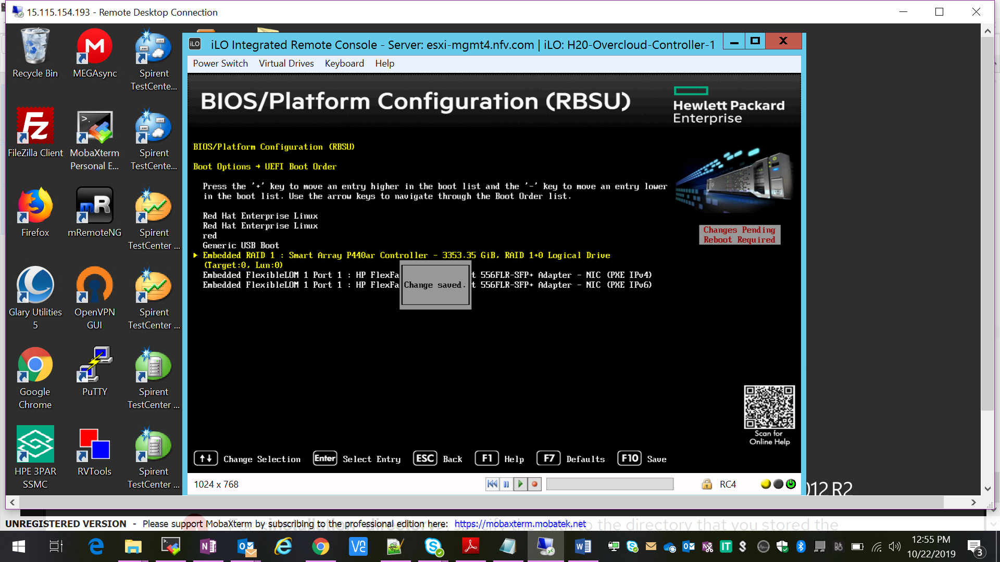 15.115.154.193 - Remote Desktop Connection
iLO
iLO Integrated Remote Console - Server: esxi-mgmt4.nfv.com | iLO: H20-Overcloud-Controller-1
Power Switch Virtual Drives Keyboard Help
Recycle Bin
MEGAsync
Spirent
TestCente...
BIOS/Platform Configuration (RBSU)
Hewlett Packard
Enterprise
FileZilla Client
MobaXterm
Personal E...
Spirent
TestCente...
BIOS/Platform Configuration (RBSU)
Boot Options → UEFI Boot Order
Press the '+' key to move an entry higher in the boot list and the '-' key to move an entry lower
in the boot list. Use the arrow keys to navigate through the Boot Order list.
Red Hat Enterprise Linux
Red Hat Enterprise Linux
red
Generic USB Boot
Embedded RAID 1 : Smart Array P440ar Controller - 3353.35 GiB, RAID 1+0 Logical Drive
(Target:0, Lun:0)
Embedded FlexibleLOM 1 Port 1 : HP FlexFa t 556FLR-SFP+ Adapter - NIC (PXE IPv4)
Embedded FlexibleLOM 1 Port 1 : HP FlexFa t 556FLR-SFP+ Adapter - NIC (PXE IPv6)
Change saved.
Changes Pending
Reboot Required
Firefox
mRemoteNG
Spirent
TestCenter ...
Glary Utilities
5
OpenVPN
GUI
Spirent
TestCenter ...
Google
Chrome
PuTTY
Spirent
TestCenter ...
HPE 3PAR
SSMC
RVTools
Spirent
TestCenter ...
Scan for
Online Help
↑↓ Change Selection Enter Select Entry ESC Back F1 Help F7 Defaults F10 Save
1024 x 768
RC4
012 R2
UNREGISTERED VERSION - Please support MobaXterm by subscribing to the professional edition here: https://mobaxterm.mobatek.net
to the directory that you stored the
12:55 PM
10/22/2019
3